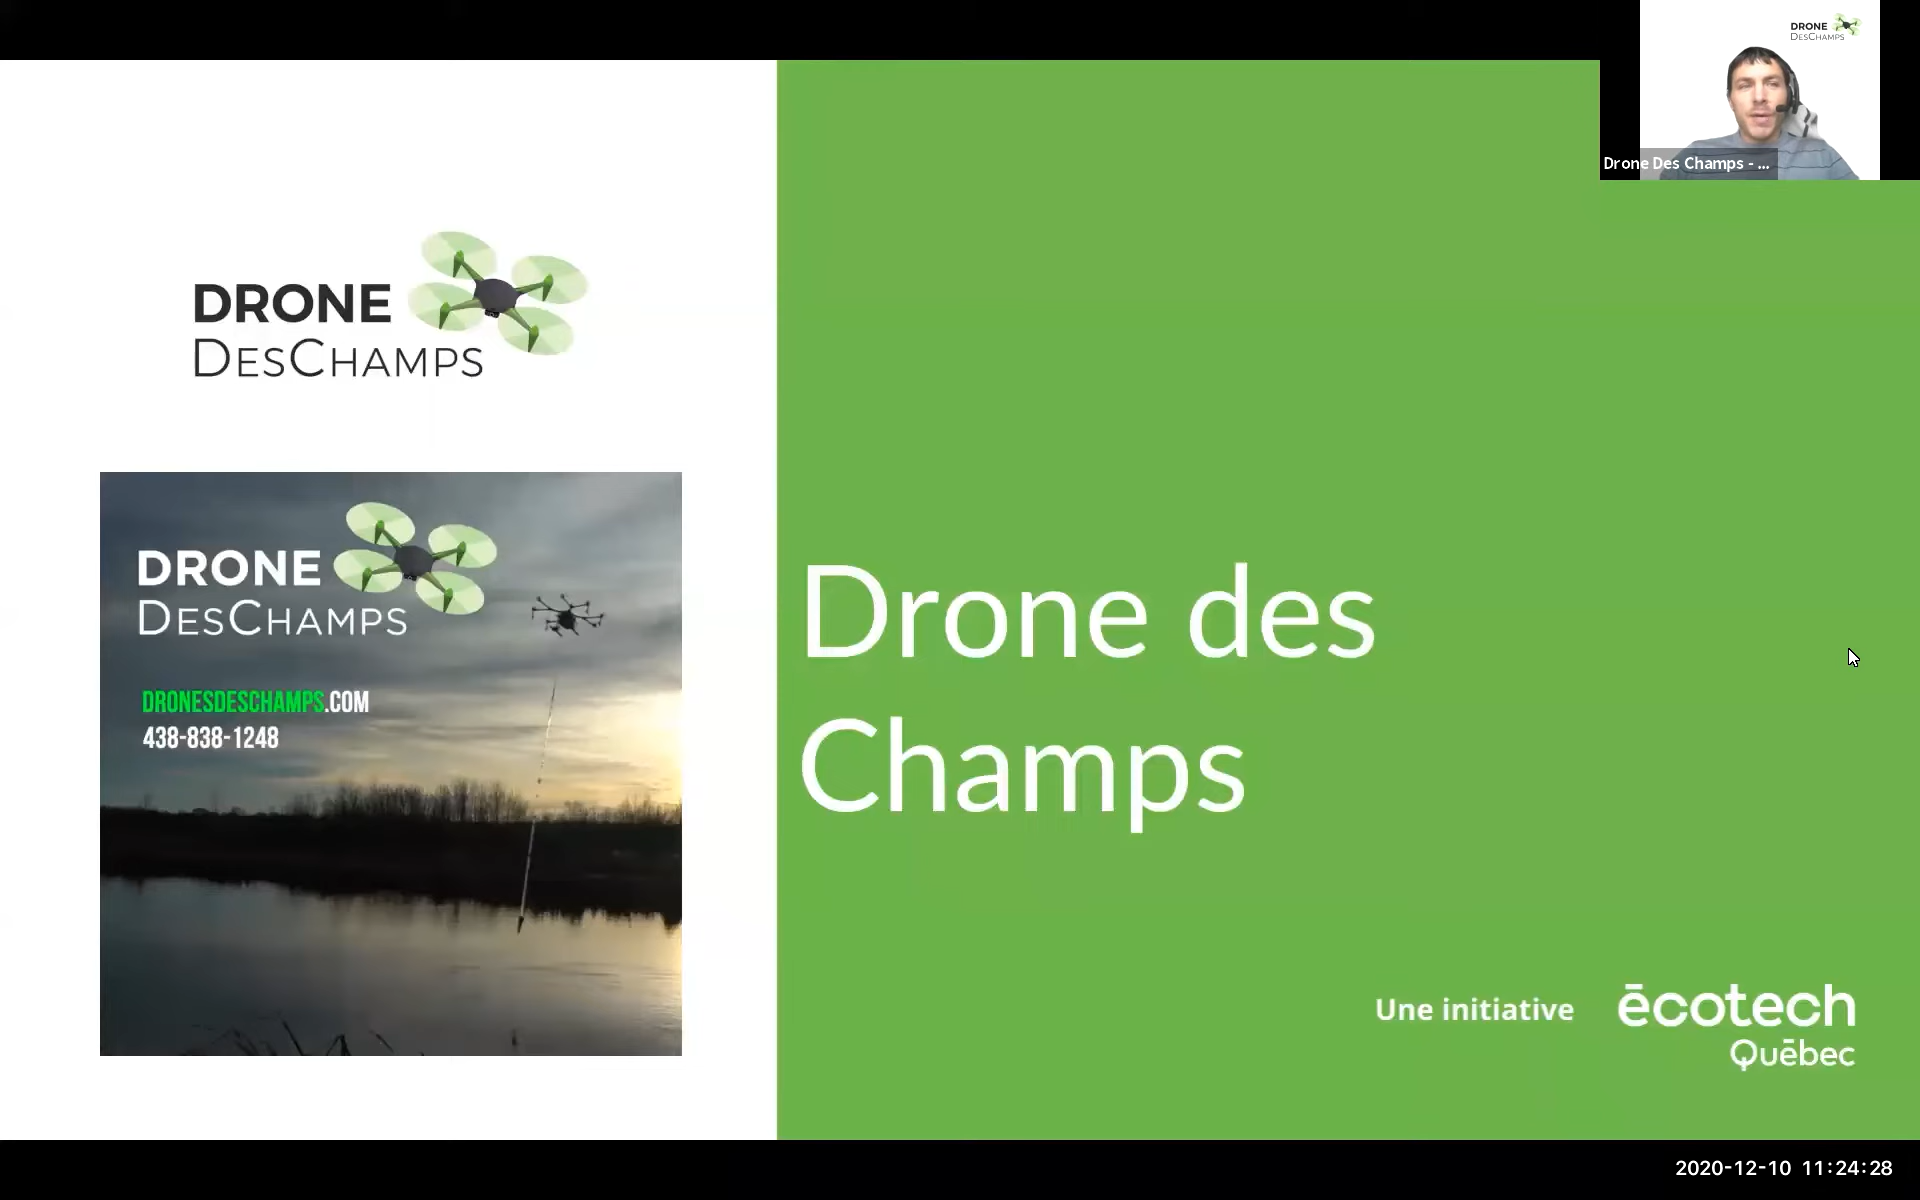 DRONE
DESCHAMPS
Drone Des Champs - ...
DRONE
DESCHAMPS
DRONE
DESCHAMPS
DRONESDESCHAMPS.COM
438-838-1248
Drone des
Champs
Une initiative
ēcotech
Quēbec
2020-12-10 11:24:28